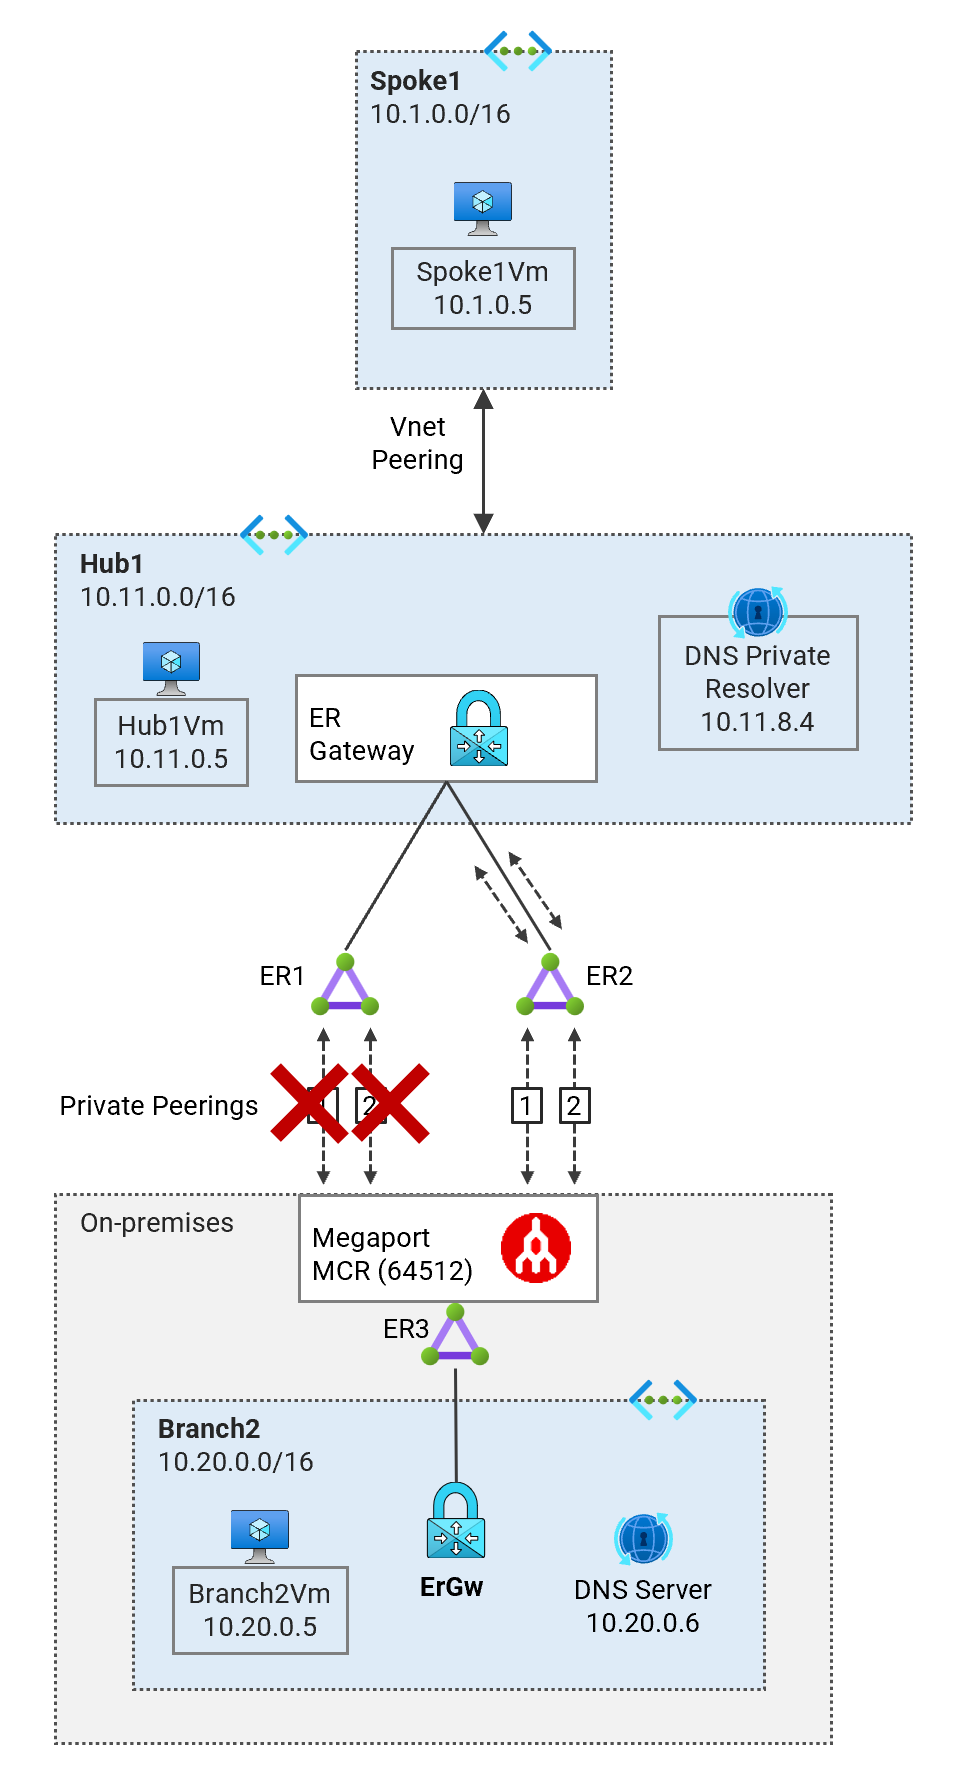 Spoke1
10.1.0.0/16
Spoke1Vm
10.1.0.5
Vnet
Peering
Hub1
10.11.0.0/16
Hub1Vm
10.11.0.5
ER
Gateway
DNS Private
Resolver
10.11.8.4
ER1
ER2
Private Peerings
2
1
2
On-premises
Megaport
MCR (64512)
ER3
Branch2
10.20.0.0/16
Branch2Vm
10.20.0.5
ErGw
DNS Server
10.20.0.6